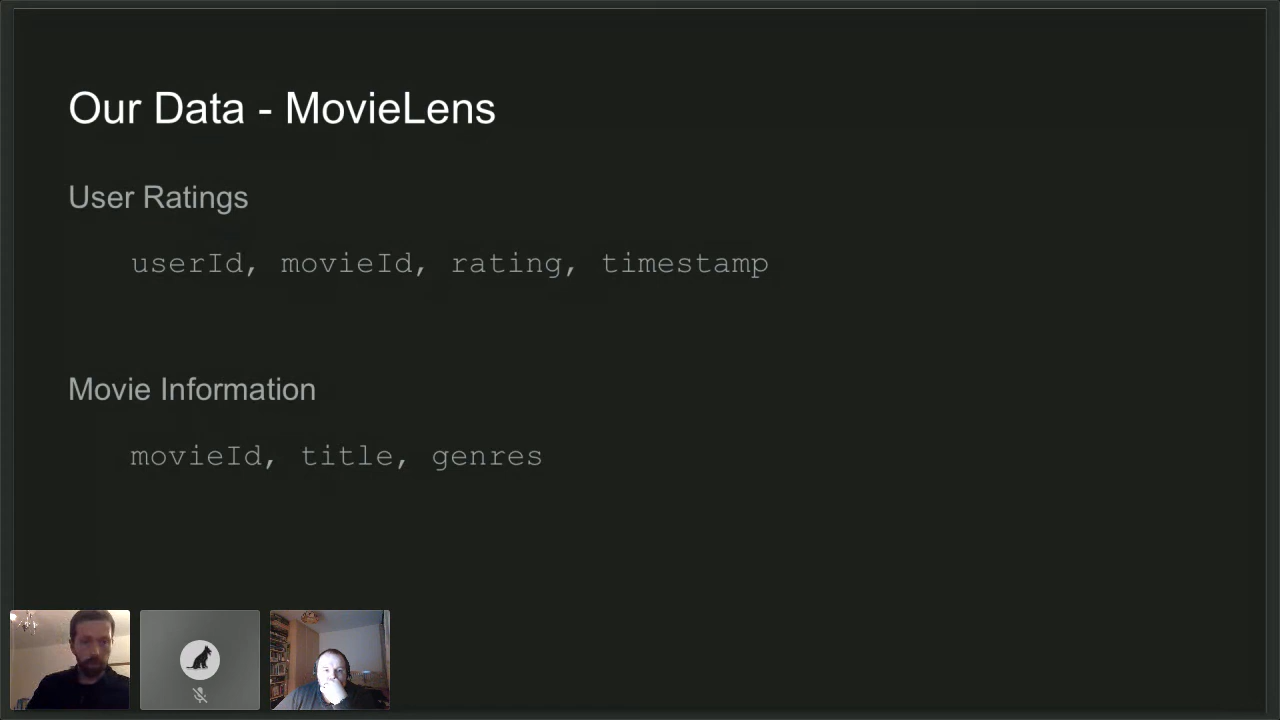 Our Data - MovieLens
User Ratings
userId, movieId, rating, timestamp
Movie Information
movieId, title, genres